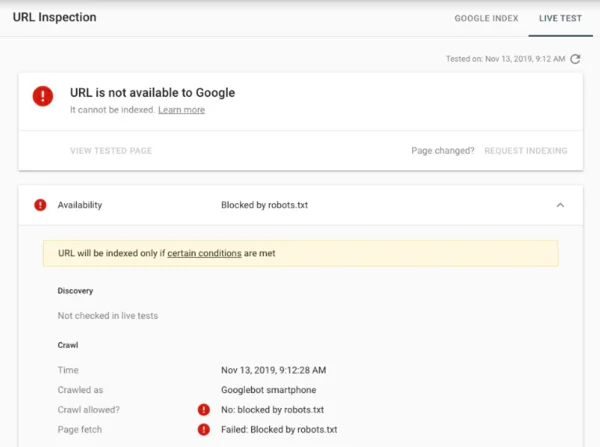 URL Inspection
GOOGLE INDEX
LIVE TEST
Tested on: Nov 13, 2019, 9:12 AM
URL is not available to Google
It cannot be indexed. Learn more
VIEW TESTED PAGE
Page changed? REQUEST INDEXING
Availability
Blocked by robots.txt
URL will be indexed only if certain conditions are met
Discovery
Not checked in live tests
Crawl
Time
Nov 13, 2019, 9:12:28 AM
Crawled as
Googlebot smartphone
Crawl allowed?
No: blocked by robots.txt
Page fetch
Failed: Blocked by robots.txt